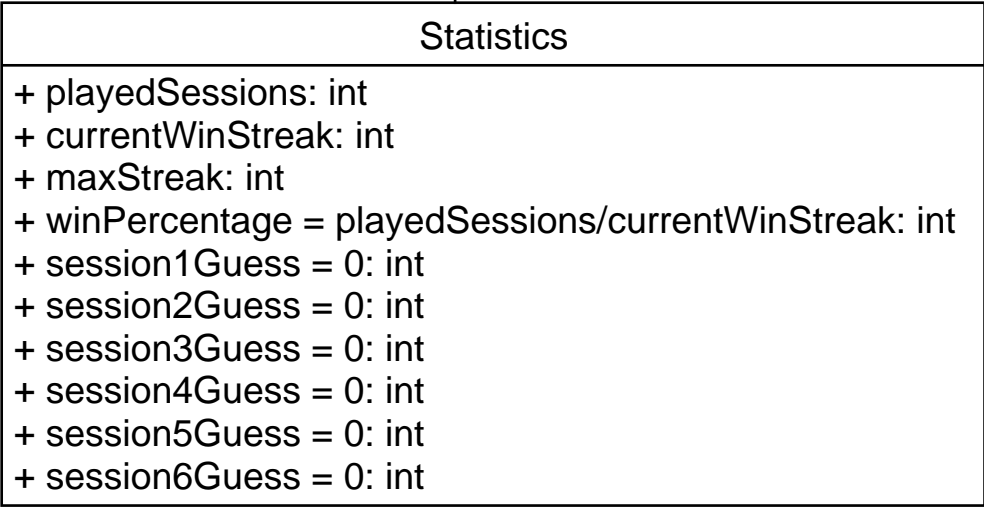 Statistics
+ playedSessions: int
+ currentWinStreak: int
+ maxStreak: int
+ winPercentage = playedSessions/currentWinStreak: int
+ session1Guess = 0: int
+ session2Guess = 0: int
+ session3Guess = 0: int
+ session4Guess = 0: int
+ session5Guess = 0: int
+ session6Guess = 0: int